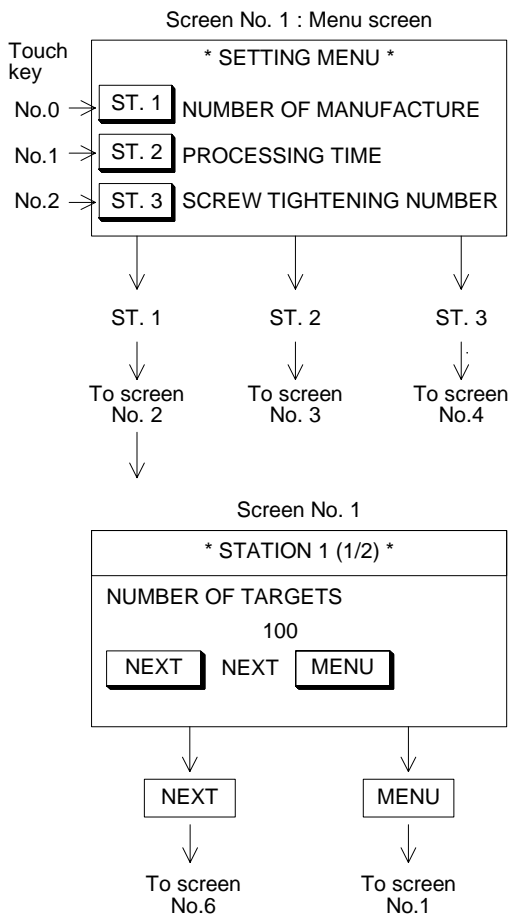 Screen No. 1 : Menu screen
Touch
key
* SETTING MENU *
No.0 ST. 1 NUMBER OF MANUFACTURE
No.1 ST. 2 PROCESSING TIME
No.2 ST. 3 SCREW TIGHTENING NUMBER
ST. 1 ST. 2 ST. 3
To screen
No. 2
To screen
No. 3
To screen
No.4
Screen No. 1
* STATION 1 (1/2) *
NUMBER OF TARGETS
100
NEXT NEXT MENU
NEXT MENU
To screen
No.6
To screen
No.1